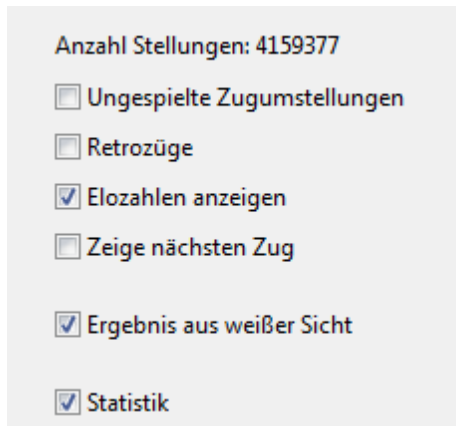 Anzahl Stellungen: 4159377
Ungespielte Zugumstellungen
Retrozüge
Elozahlen anzeigen
Zeige nächsten Zug
Ergebnis aus weißer Sicht
Statistik